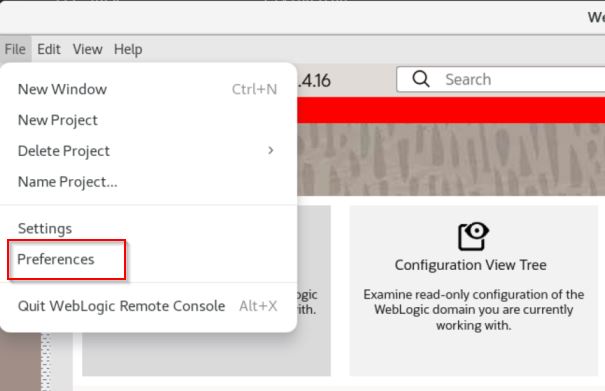 We
File Edit View Help
.4.16
Search
New Window Ctrl+N
New Project
Delete Project
Name Project...
Settings
Preferences
Quit WebLogic Remote Console Alt+X
Configuration View Tree
Examine read-only configuration of the
WebLogic domain you are currently
working with.
ogic
ith.